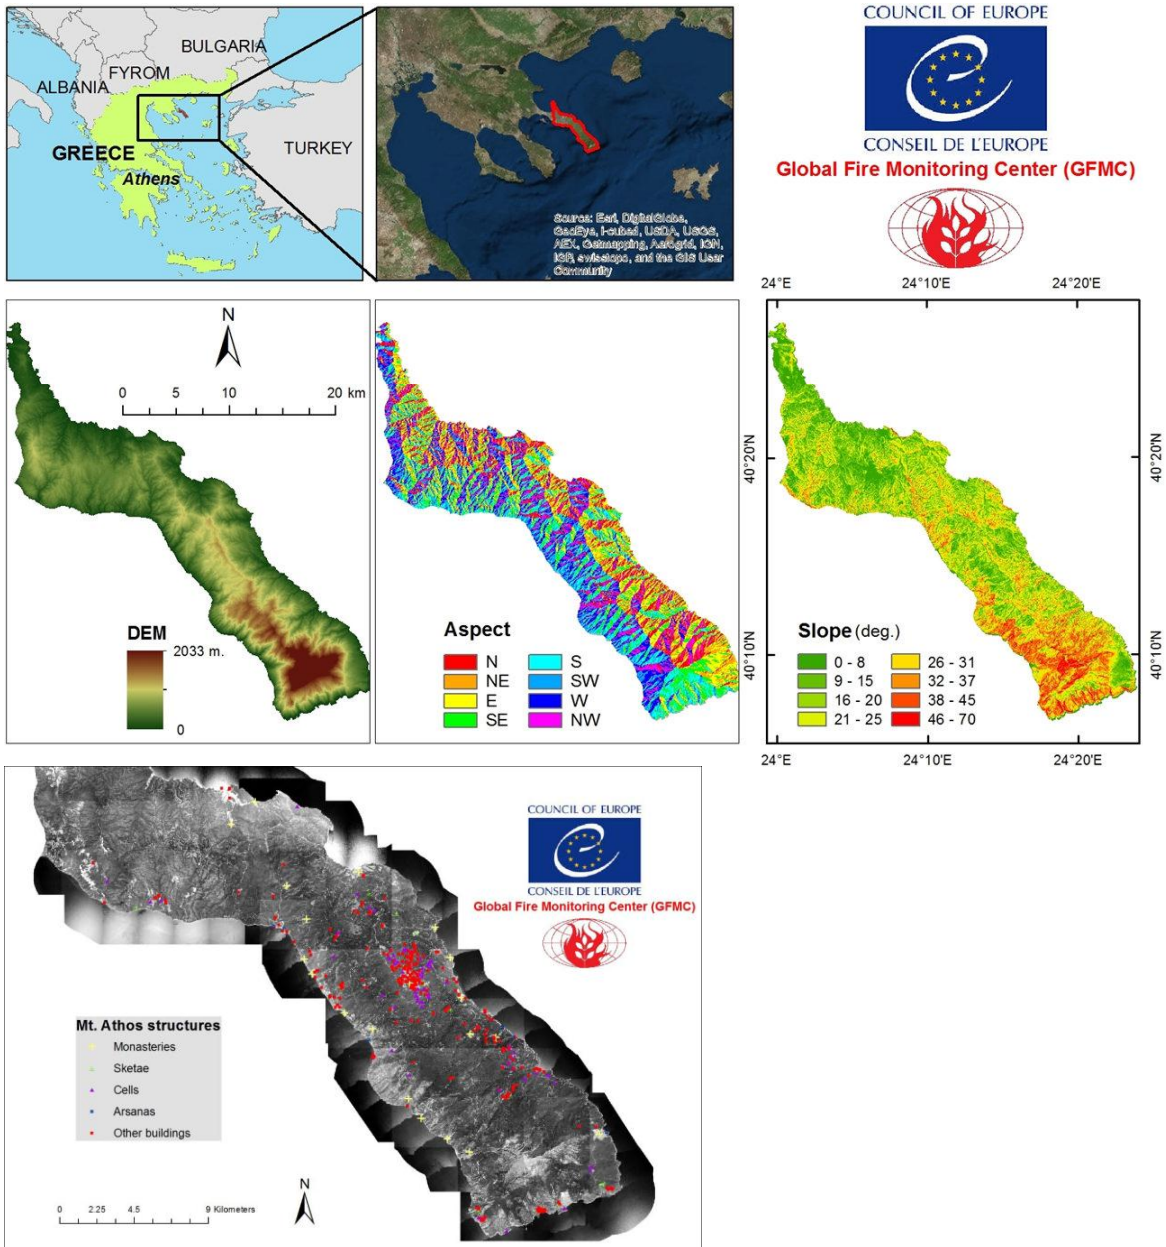 BULGARIA
FYROM
ALBANIA
GREECE
Athens
TURKEY
Source: Esri, DigitalGlobe,
GeoEye, i-cubed, USDA, USGS,
AEX, Getmapping, Aerogrid, IGN,
IGP, swisstopo, and the GIS User
Community
COUNCIL OF EUROPE
CONSEIL DE L'EUROPE
Global Fire Monitoring Center (GFMC)
N
0 5 10 20 km
DEM
2033 m.
0
Aspect
N
NE
E
SE
S
SW
W
NW
24°E 24°10'E 24°20'E
40°20'N 40°20'N
40°10'N 40°10'N
Slope (deg.)
0 - 8
9 - 15
16 - 20
21 - 25
26 - 31
32 - 37
38 - 45
46 - 70
24°E 24°10'E 24°20'E
COUNCIL OF EUROPE
CONSEIL DE L'EUROPE
Global Fire Monitoring Center (GFMC)
Mt. Athos structures
Monasteries
Sketae
Cells
Arsanas
Other buildings
0 2.25 4.5 9 Kilometers
N